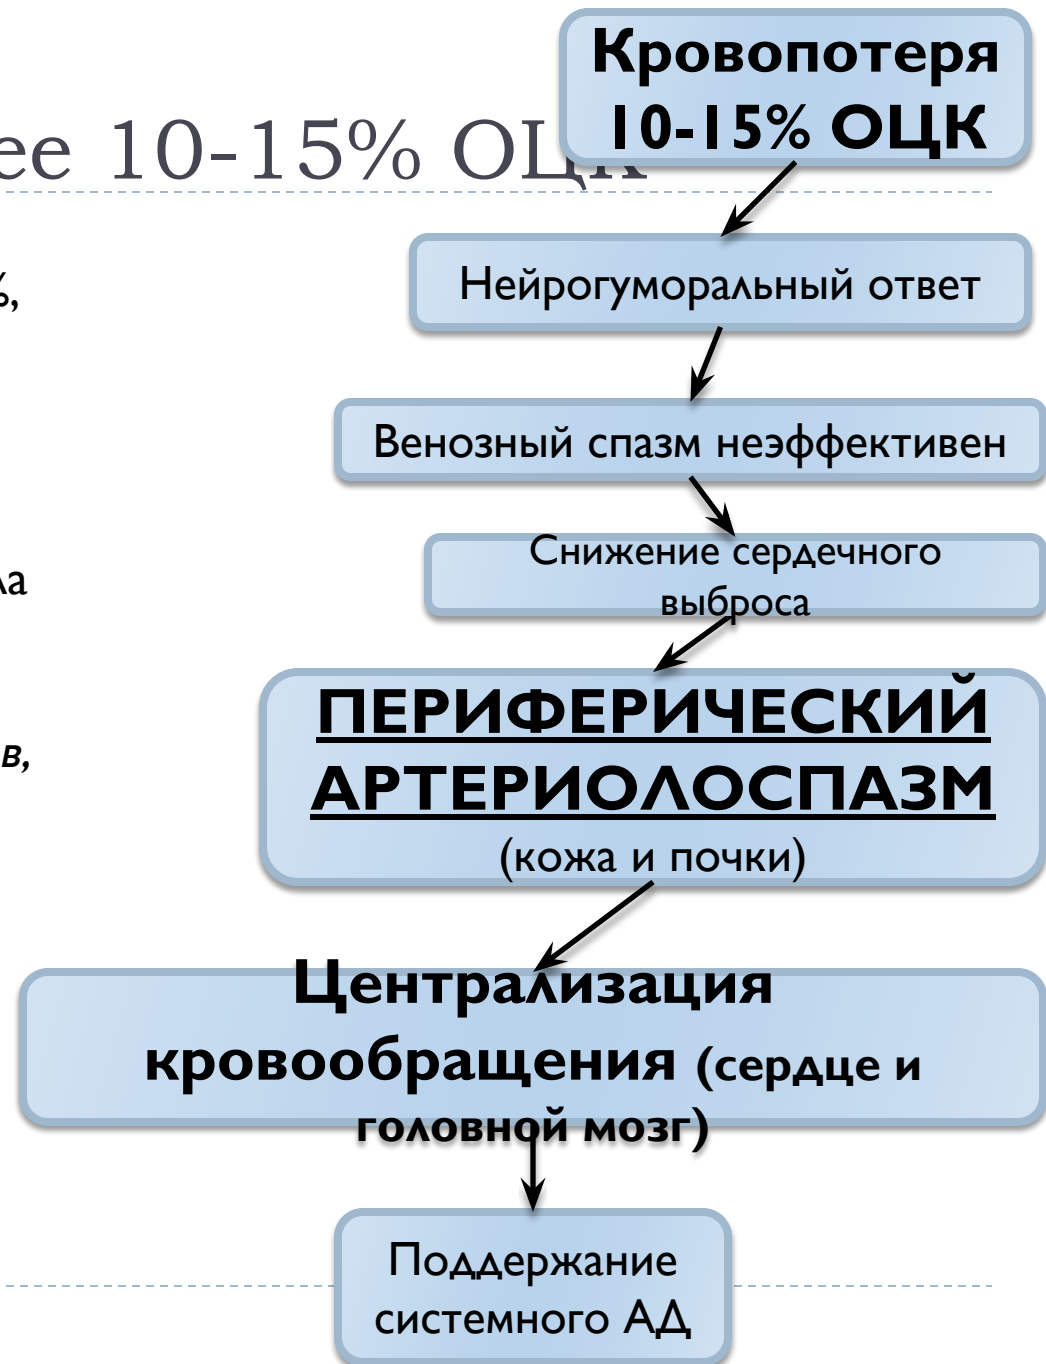 Кровопотеря
10-15% ОЦК
10-15% ОЦК
Нейрогуморальный ответ
%,
Венозный спазм неэффективен
Снижение сердечного
выброса
ла
ПЕРИФЕРИЧЕСКИЙ
АРТЕРИОЛОСПАЗМ
(кожа и почки)
в,
Централизация
кровообращения (сердце и
головной мозг)
Поддержание
системного АД